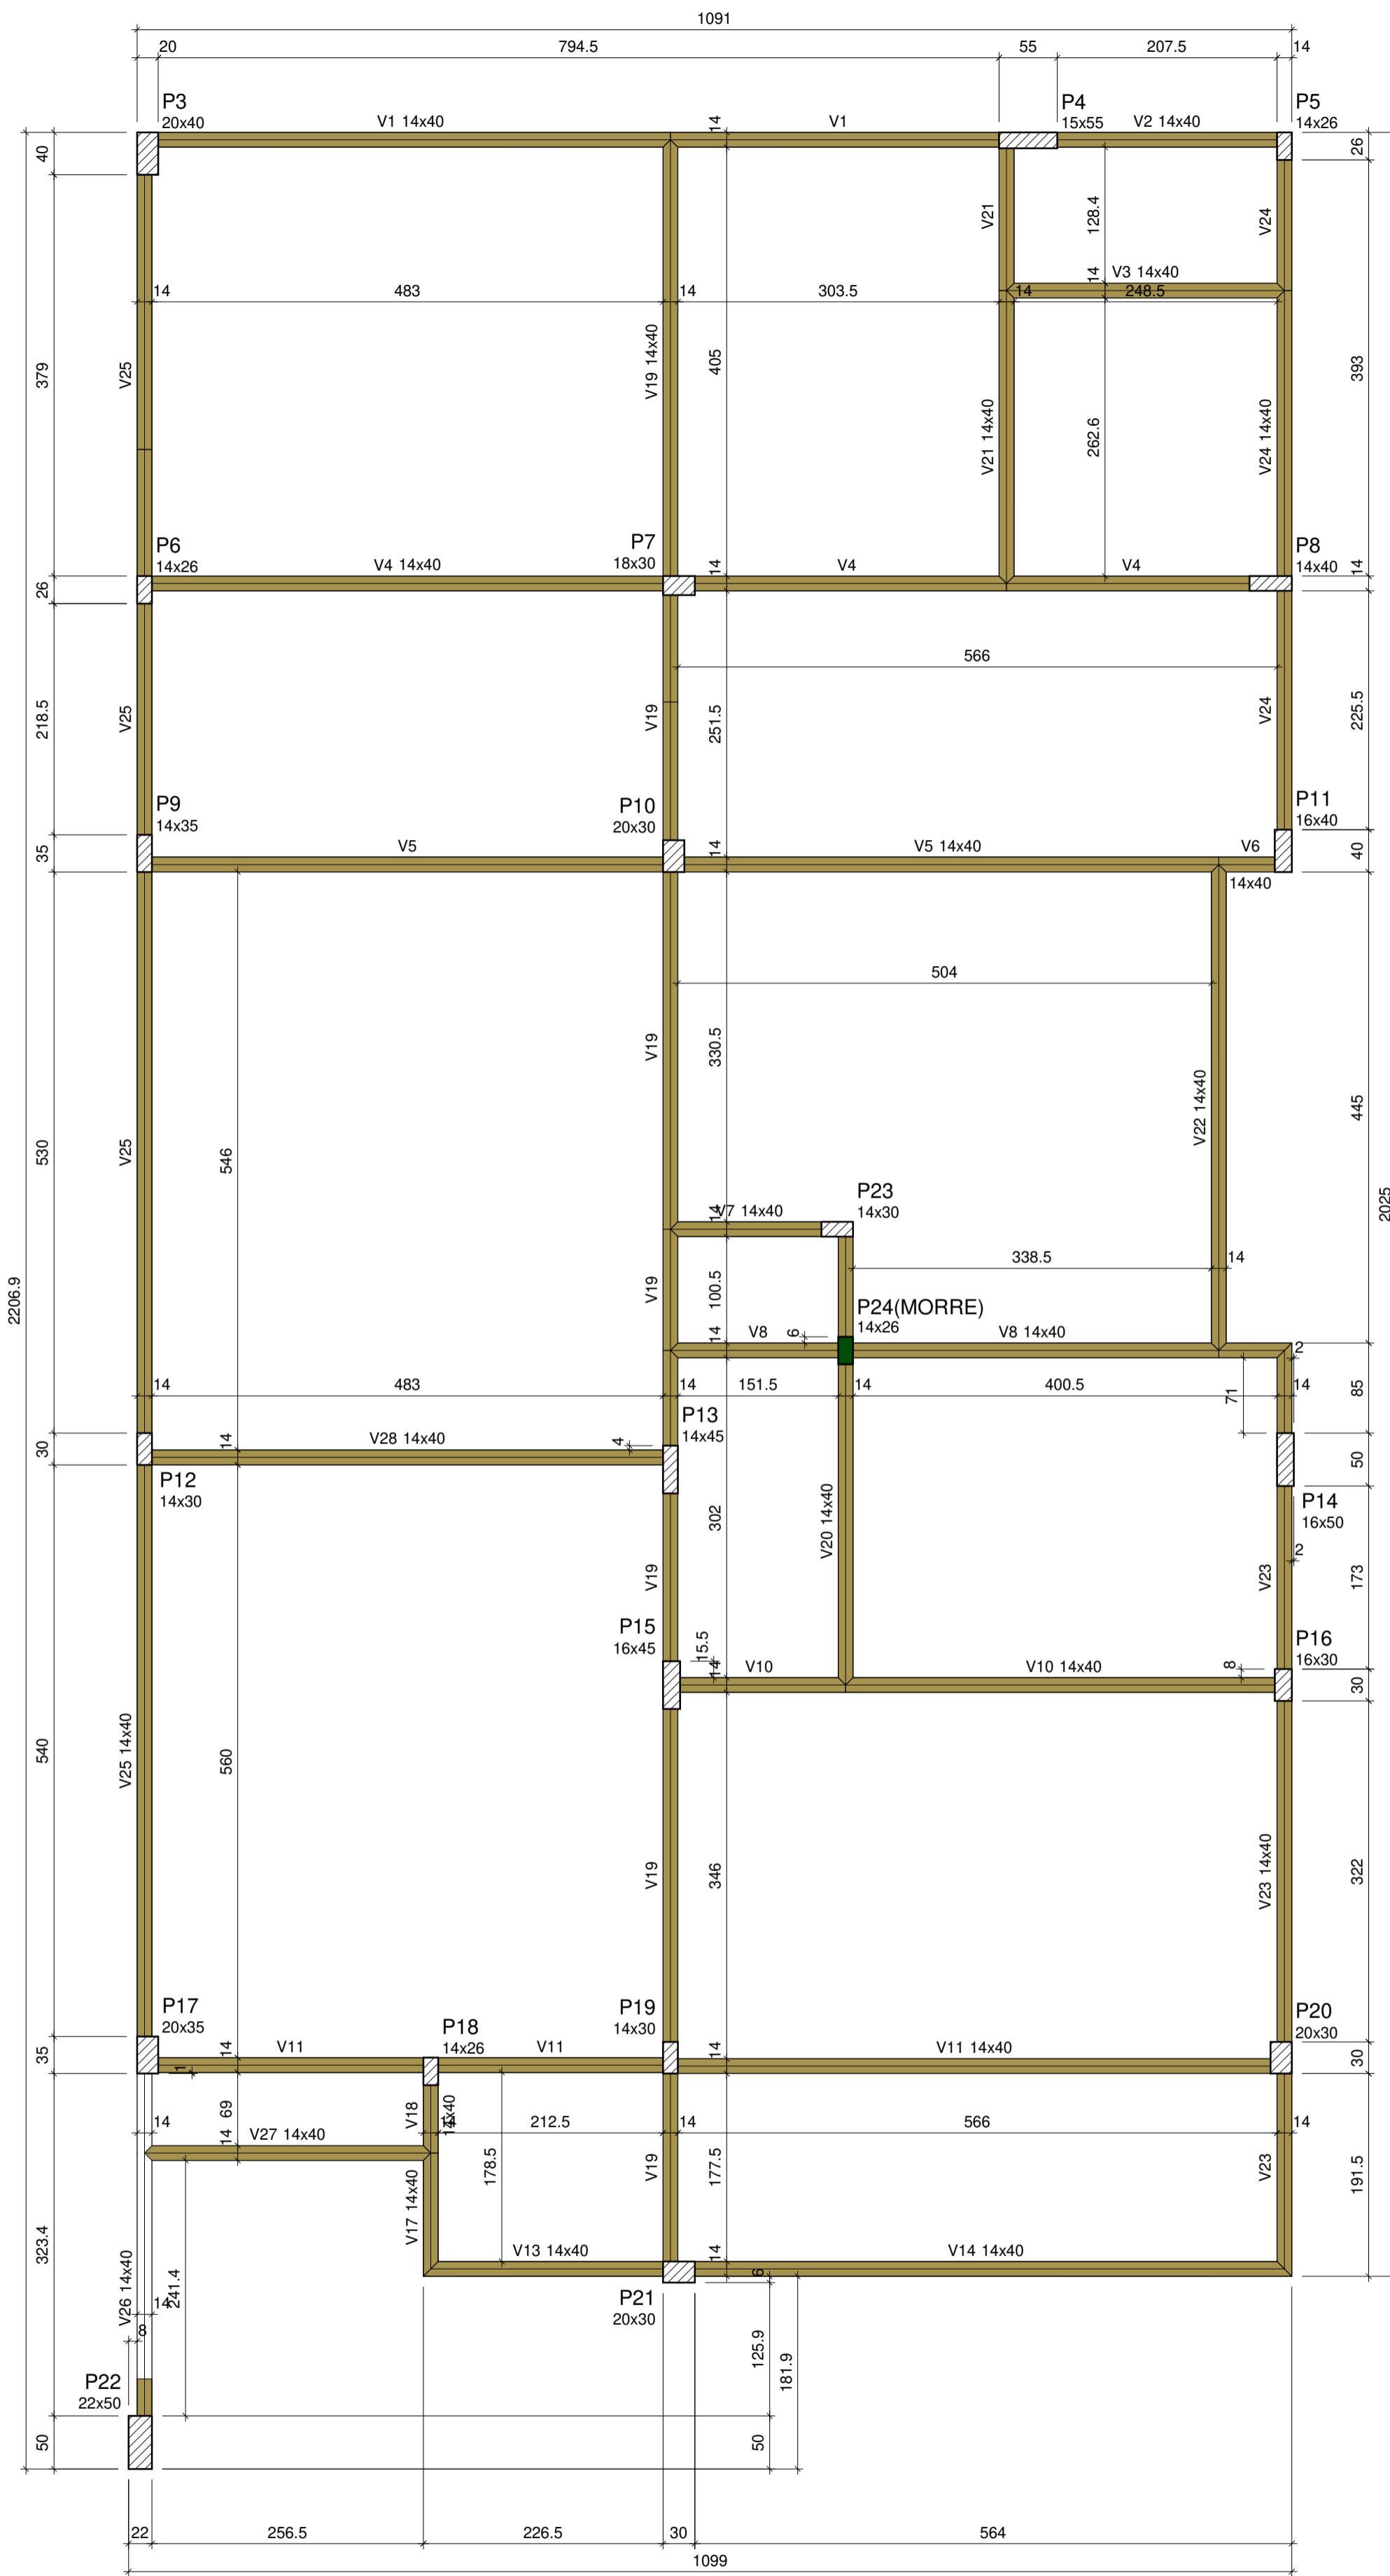 1091
20
794.5
55
207.5
14
P3
20x40
V1 14x40
14
V1
P4
15x55
V2 14x40
P5
14x26
40
26
V21
128.4
V24
14
V3 14x40
14
483
14
303.5
14
248.5
379
V25
V19 14x40
405
V21 14x40
262.6
V24 14x40
393
P6
14x26
V4 14x40
P7
18x30
14
V4
V4
P8
14x40
14
26
566
218.5
V25
V19
251.5
V24
225.5
P9
14x35
P10
20x30
P11
16x40
35
V5
14
V5 14x40
V6
40
14x40
504
V19
330.5
V22 14x40
445
530
V25
546
2025
2206.9
P23
14x30
14
V7 14x40
338.5
14
V19
100.5
P24(MORRE)
14x26
14
V8
6
V8 14x40
2
14
483
14
151.5
14
400.5
14
71
85
P13
14x45
30
14
V28 14x40
4
50
P12
14x30
P14
16x50
302
V20 14x40
2
V19
V23
173
P15
16x45
15.5
14
V10
V10 14x40
8
P16
16x30
30
540
V25 14x40
560
V19
346
V23 14x40
322
P17
20x35
P18
14x26
P19
14x30
P20
20x30
35
14
V11
V11
14
V11 14x40
30
1
69
V18
14x40
14
14
V27 14x40
14
212.5
14
566
14
323.4
V17 14x40
178.5
V19
177.5
V23
191.5
V13 14x40
14
V14 14x40
6
V26 14x40
14
241.4
8
P21
20x30
125.9
181.9
P22
22x50
50
50
22
256.5
226.5
30
564
1099